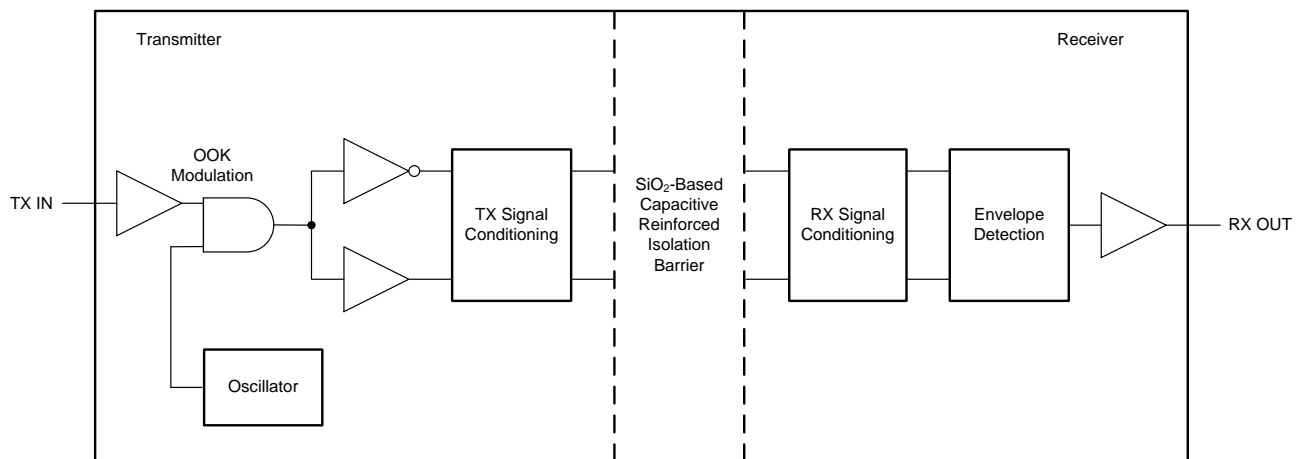 Transmitter
Receiver
OOK
Modulation
TX IN
TX Signal
Conditioning
SiO₂-Based
Capacitive
Reinforced
Isolation
Barrier
RX Signal
Conditioning
Envelope
Detection
RX OUT
Oscillator